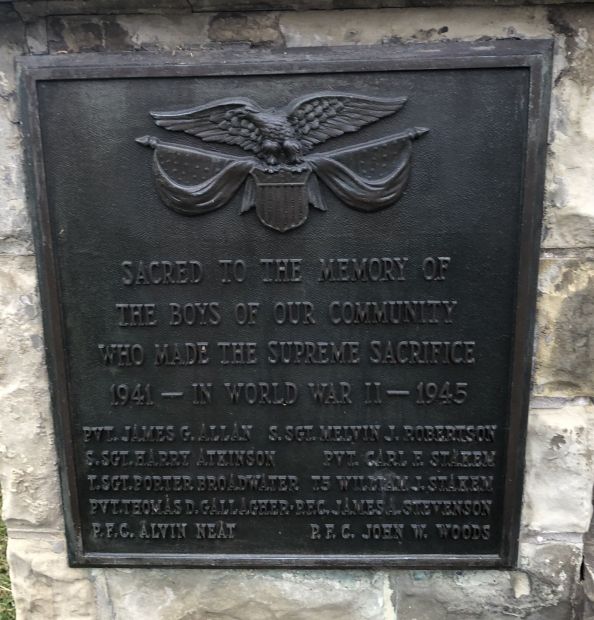 SACRED TO THE MEMORY OF
THE BOYS OF OUR COMMUNITY
WHO MADE THE SUPREME SACRIFICE
1941 — IN WORLD WAR II — 1945
PVT. JAMES G. ALLAN S. SGT. MELVIN J. ROBERTSON
S. SGT. HARRY ATKINSON PVT. CARL F. STAKEM
T. SGT. PORTER BROADWATER T5 WILLIAM J. STAKEM
PVT. THOMAS D. GALLAGHER P.F.C. JAMES A. STEVENSON
P.F.C. ALVIN NEAT P.F.C. JOHN W. WOODS